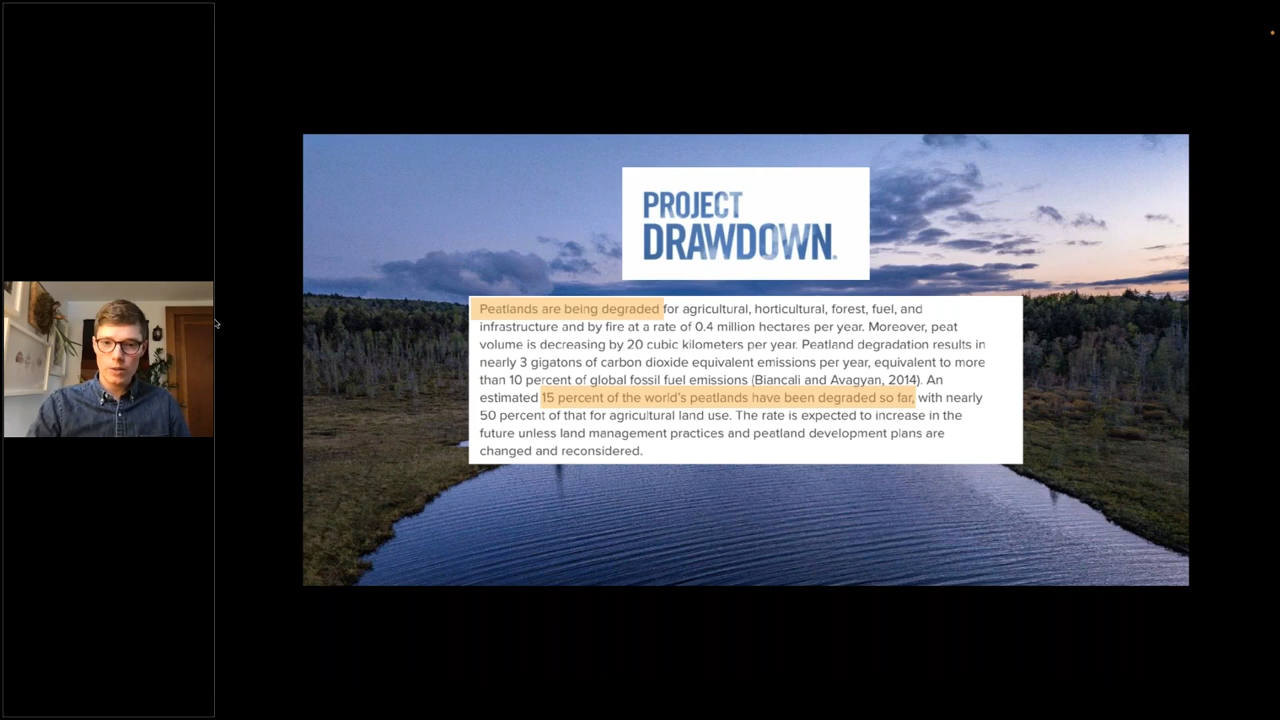 PROJECT
DRAWDOWN.
Peatlands are being degraded for agricultural, horticultural, forest, fuel, and
infrastructure and by fire at a rate of 0.4 million hectares per year. Moreover, peat
volume is decreasing by 20 cubic kilometers per year. Peatland degradation results in
nearly 3 gigatons of carbon dioxide equivalent emissions per year, equivalent to more
than 10 percent of global fossil fuel emissions (Biancali and Avagyan, 2014). An
estimated 15 percent of the world's peatlands have been degraded so far, with nearly
50 percent of that for agricultural land use. The rate is expected to increase in the
future unless land management practices and peatland development plans are
changed and reconsidered.